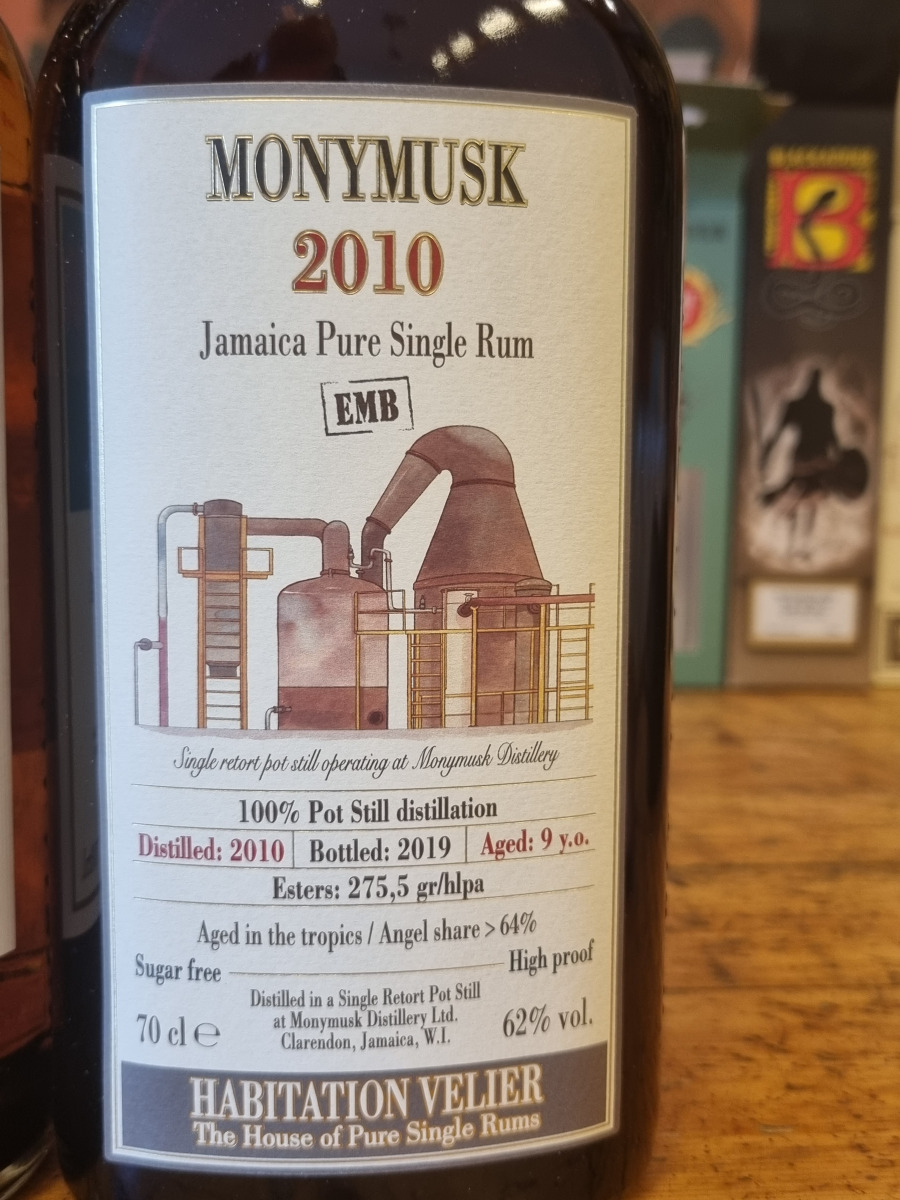 MONYMUSK
2010
Jamaica Pure Single Rum
EMB
Single retort pot still operating at Monymusk Distillery
100% Pot Still distillation
Distilled: 2010 Bottled: 2019 Aged: 9 y.o.
Esters: 275,5 gr/hlpa
Aged in the tropics / Angel share > 64%
Sugar free High proof
Distilled in a Single Retort Pot Still
at Monymusk Distillery Ltd.
Clarendon, Jamaica, W.I.
70 cl ℮ 62% vol.
HABITATION VELIER
The House of Pure Single Rums
B